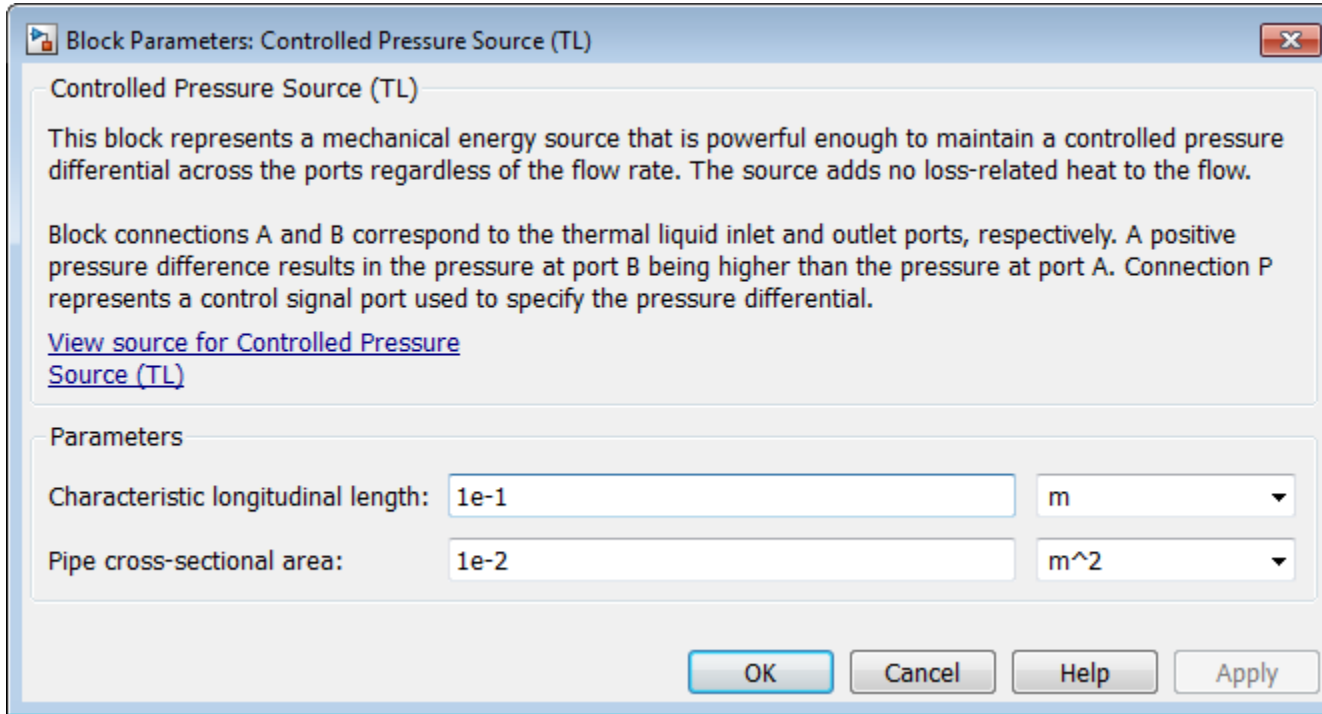 Block Parameters: Controlled Pressure Source (TL)
Controlled Pressure Source (TL)
This block represents a mechanical energy source that is powerful enough to maintain a controlled pressure
differential across the ports regardless of the flow rate. The source adds no loss-related heat to the flow.
Block connections A and B correspond to the thermal liquid inlet and outlet ports, respectively. A positive
pressure difference results in the pressure at port B being higher than the pressure at port A. Connection P
represents a control signal port used to specify the pressure differential.
View source for Controlled Pressure
Source (TL)
Parameters
Characteristic longitudinal length: 1e-1 m
Pipe cross-sectional area: 1e-2 m^2
OK Cancel Help Apply